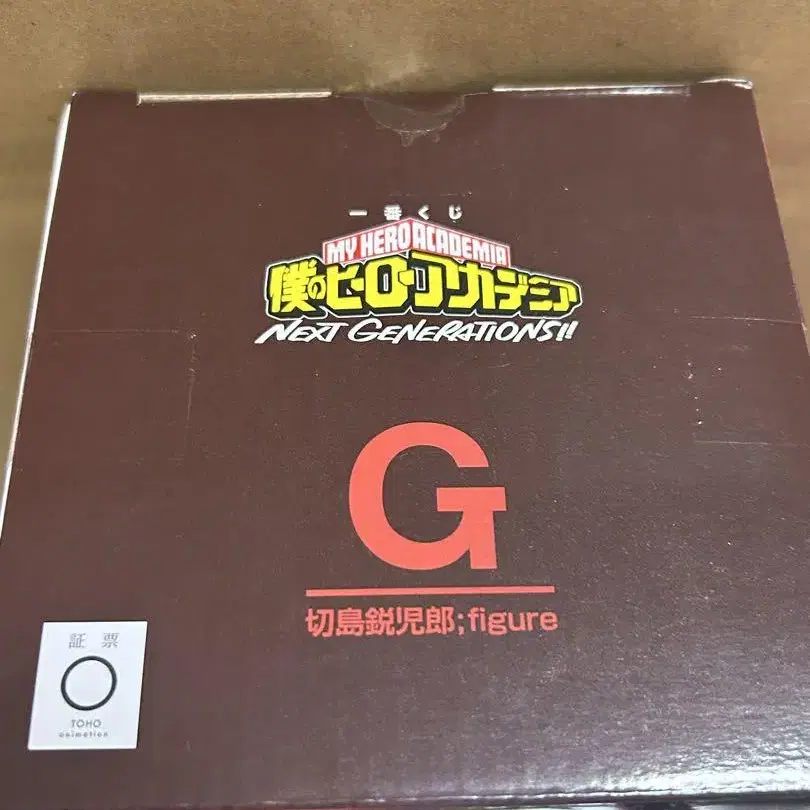 一番くじ
MY HERO ACADEMIA
僕のヒーローアカデミア
NEXT GENERATIONS!!
G
切島鋭児郎;figure
証票
TOHO
animation